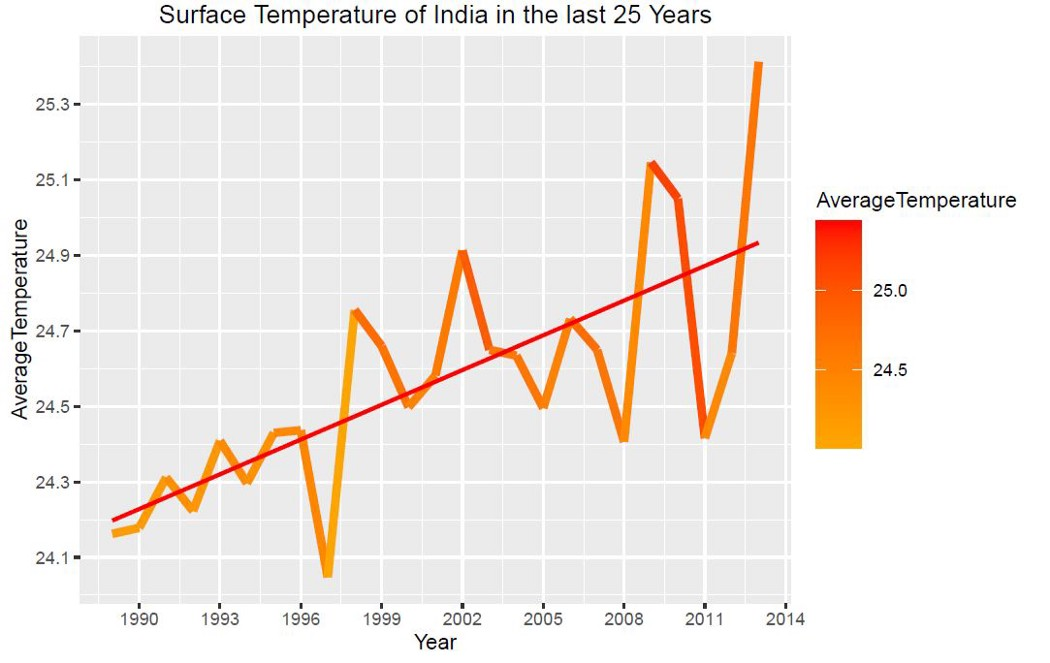 Surface Temperature of India in the last 25 Years
AverageTemperature
25.3
25.1
24.9
24.7
24.5
24.3
24.1
1990 1993 1996 1999 2002 2005 2008 2011 2014
Year
AverageTemperature
25.0
24.5